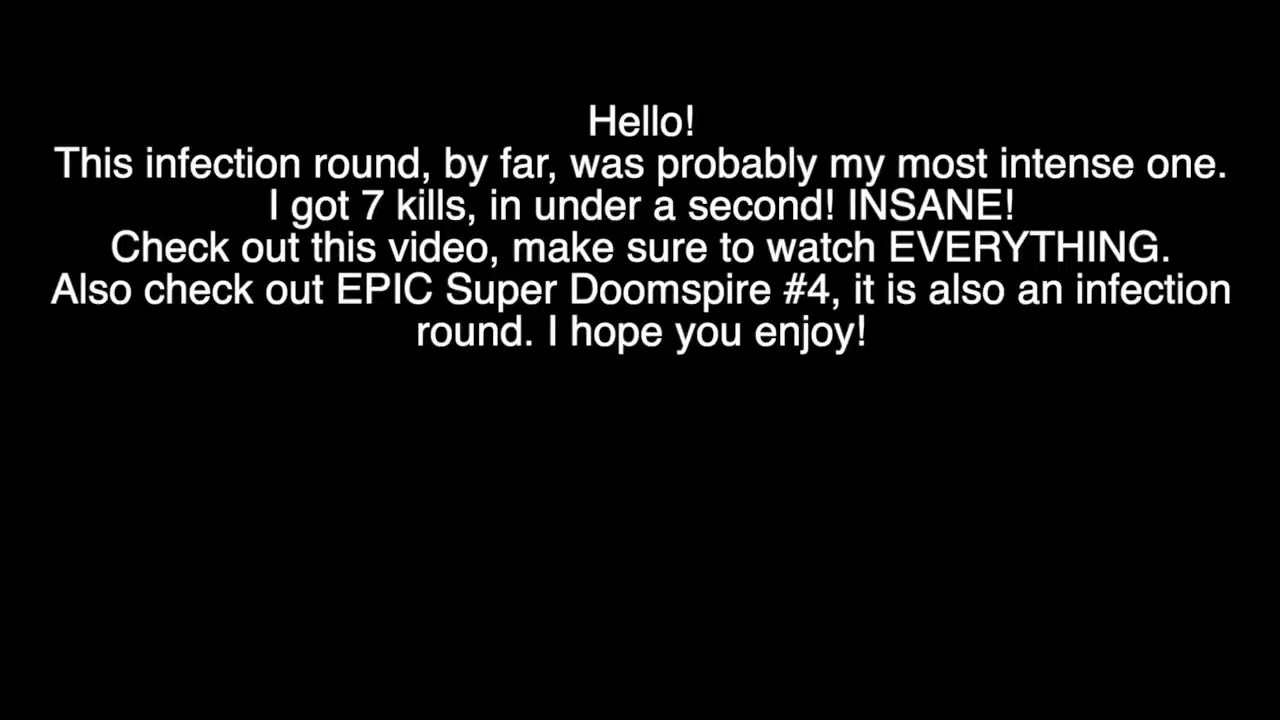 Hello!
This infection round, by far, was probably my most intense one.
I got 7 kills, in under a second! INSANE!
Check out this video, make sure to watch EVERYTHING.
Also check out EPIC Super Doomspire #4, it is also an infection
round. I hope you enjoy!